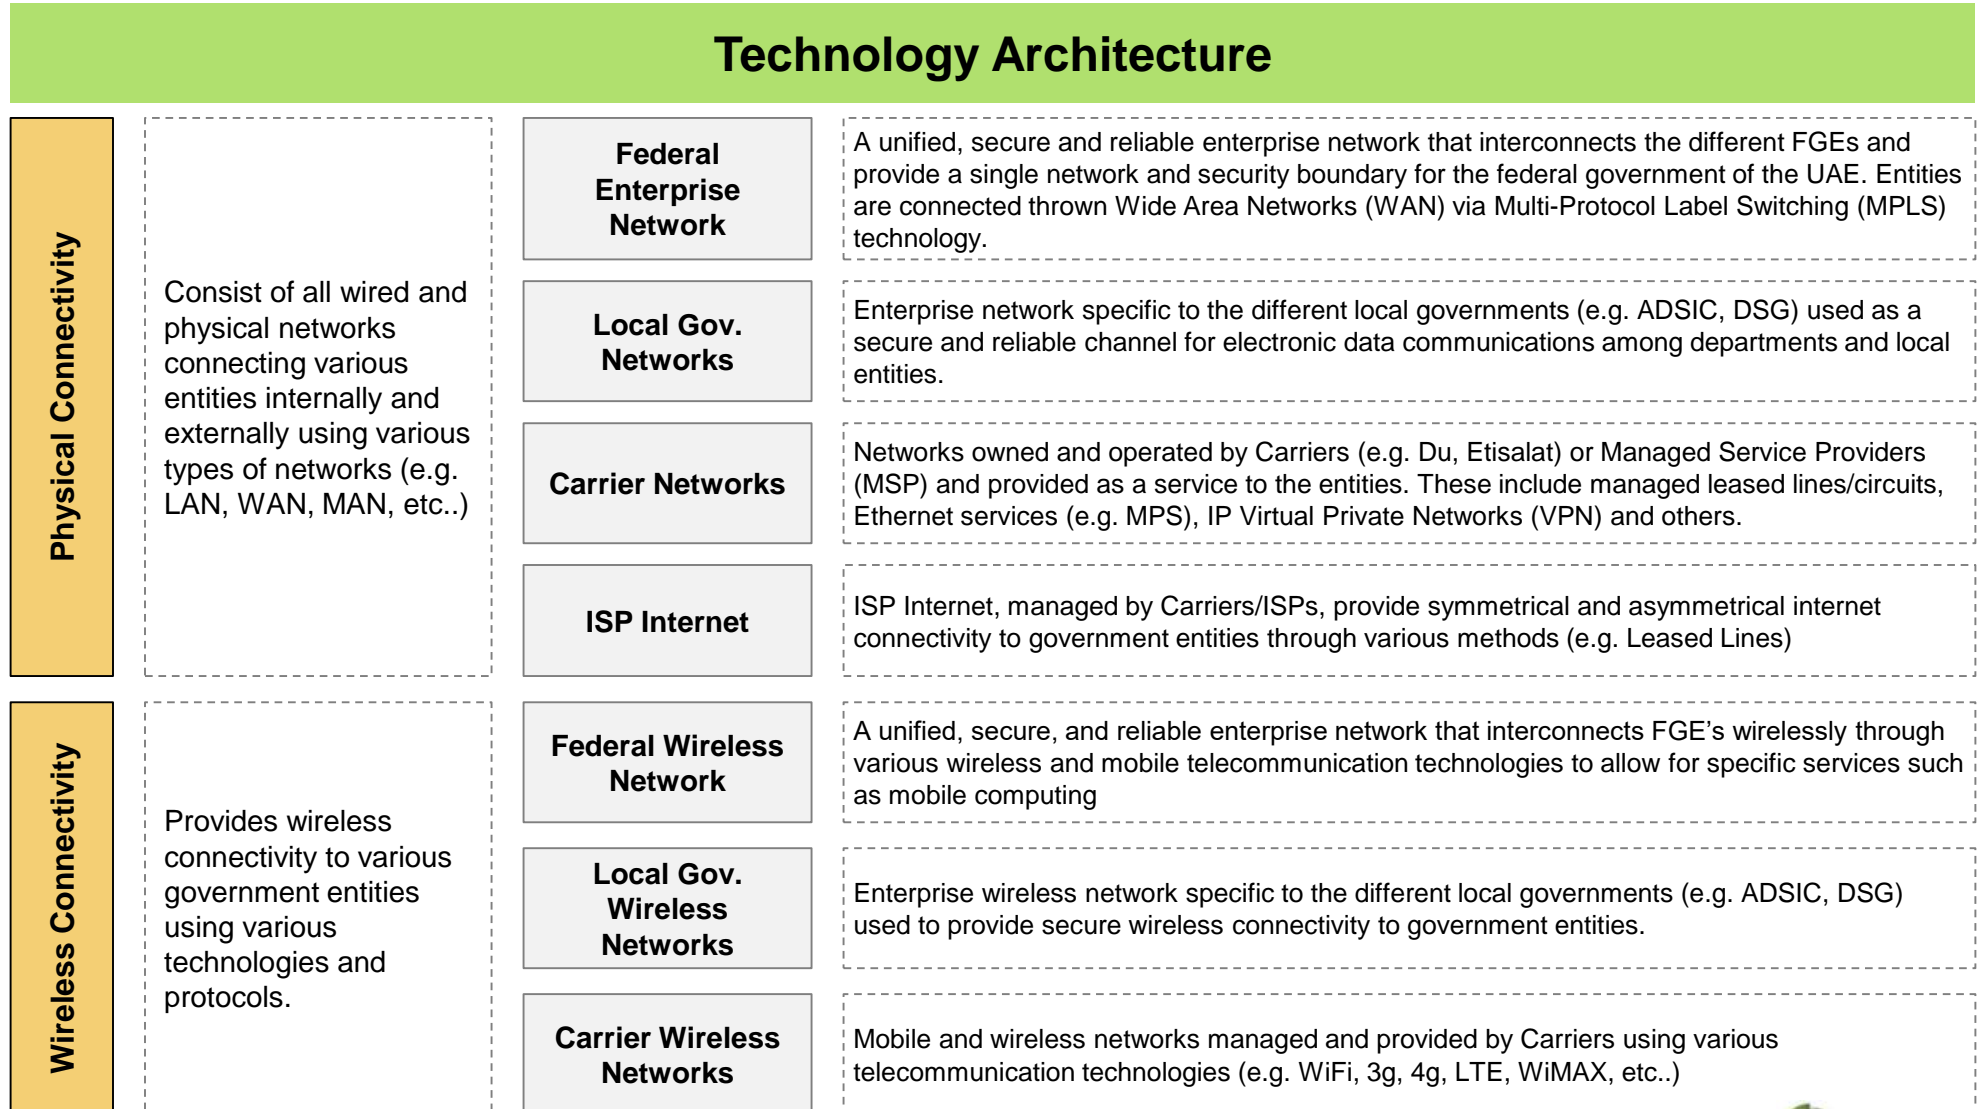 Technology Architecture
Physical Connectivity
Consist of all wired and
physical networks
connecting various
entities internally and
externally using various
types of networks (e.g.
LAN, WAN, MAN, etc..)
Federal
Enterprise
Network
A unified, secure and reliable enterprise network that interconnects the different FGEs and
provide a single network and security boundary for the federal government of the UAE. Entities
are connected thrown Wide Area Networks (WAN) via Multi-Protocol Label Switching (MPLS)
technology.
Local Gov.
Networks
Enterprise network specific to the different local governments (e.g. ADSIC, DSG) used as a
secure and reliable channel for electronic data communications among departments and local
entities.
Carrier Networks
Networks owned and operated by Carriers (e.g. Du, Etisalat) or Managed Service Providers
(MSP) and provided as a service to the entities. These include managed leased lines/circuits,
Ethernet services (e.g. MPS), IP Virtual Private Networks (VPN) and others.
ISP Internet
ISP Internet, managed by Carriers/ISPs, provide symmetrical and asymmetrical internet
connectivity to government entities through various methods (e.g. Leased Lines)
Wireless Connectivity
Provides wireless
connectivity to various
government entities
using various
technologies and
protocols.
Federal Wireless
Network
A unified, secure, and reliable enterprise network that interconnects FGE’s wirelessly through
various wireless and mobile telecommunication technologies to allow for specific services such
as mobile computing
Local Gov.
Wireless
Networks
Enterprise wireless network specific to the different local governments (e.g. ADSIC, DSG)
used to provide secure wireless connectivity to government entities.
Carrier Wireless
Networks
Mobile and wireless networks managed and provided by Carriers using various
telecommunication technologies (e.g. WiFi, 3g, 4g, LTE, WiMAX, etc..)